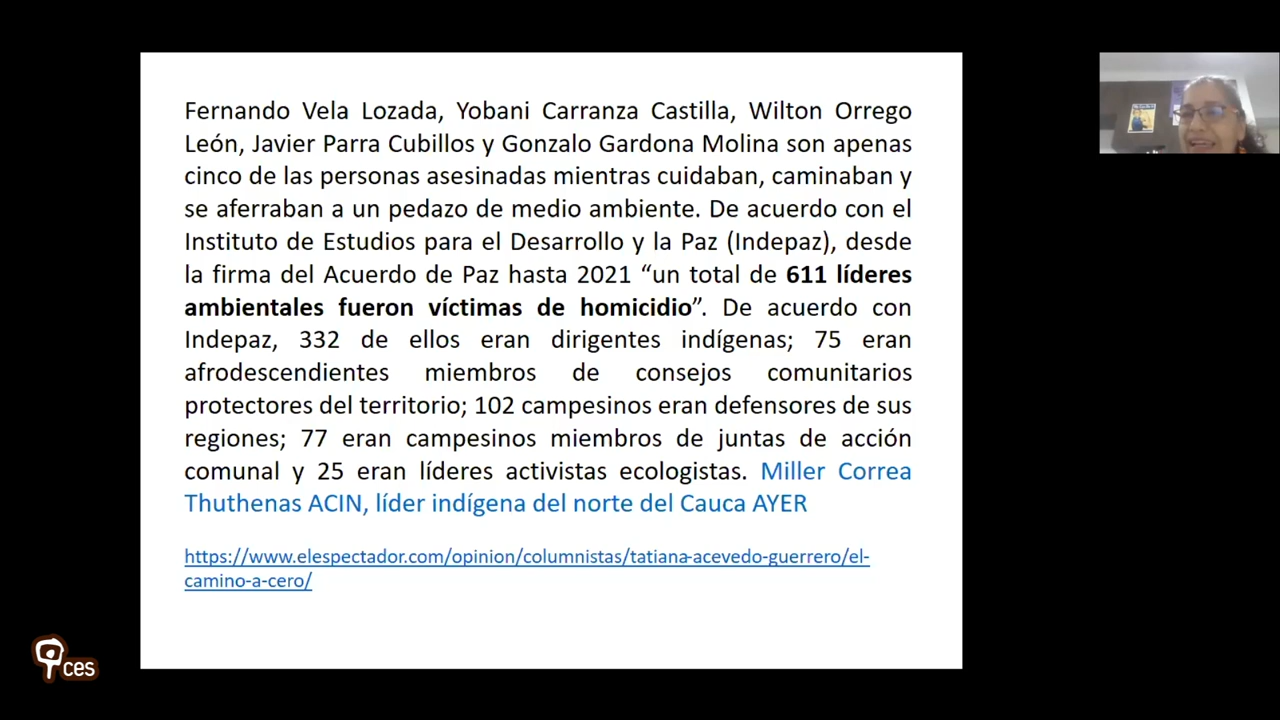 Fernando Vela Lozada, Yobani Carranza Castilla, Wilton Orrego
León, Javier Parra Cubillos y Gonzalo Gardona Molina son apenas
cinco de las personas asesinadas mientras cuidaban, caminaban y
se aferraban a un pedazo de medio ambiente. De acuerdo con el
Instituto de Estudios para el Desarrollo y la Paz (Indepaz), desde
la firma del Acuerdo de Paz hasta 2021 “un total de 611 líderes
ambientales fueron víctimas de homicidio”. De acuerdo con
Indepaz, 332 de ellos eran dirigentes indígenas; 75 eran
afrodescendientes miembros de consejos comunitarios
protectores del territorio; 102 campesinos eran defensores de sus
regiones; 77 eran campesinos miembros de juntas de acción
comunal y 25 eran líderes activistas ecologistas. Miller Correa
Thuthenas ACIN, líder indígena del norte del Cauca AYER
https://www.elespectador.com/opinion/columnistas/tatiana-acevedo-guerrero/el-
camino-a-cero/
ces